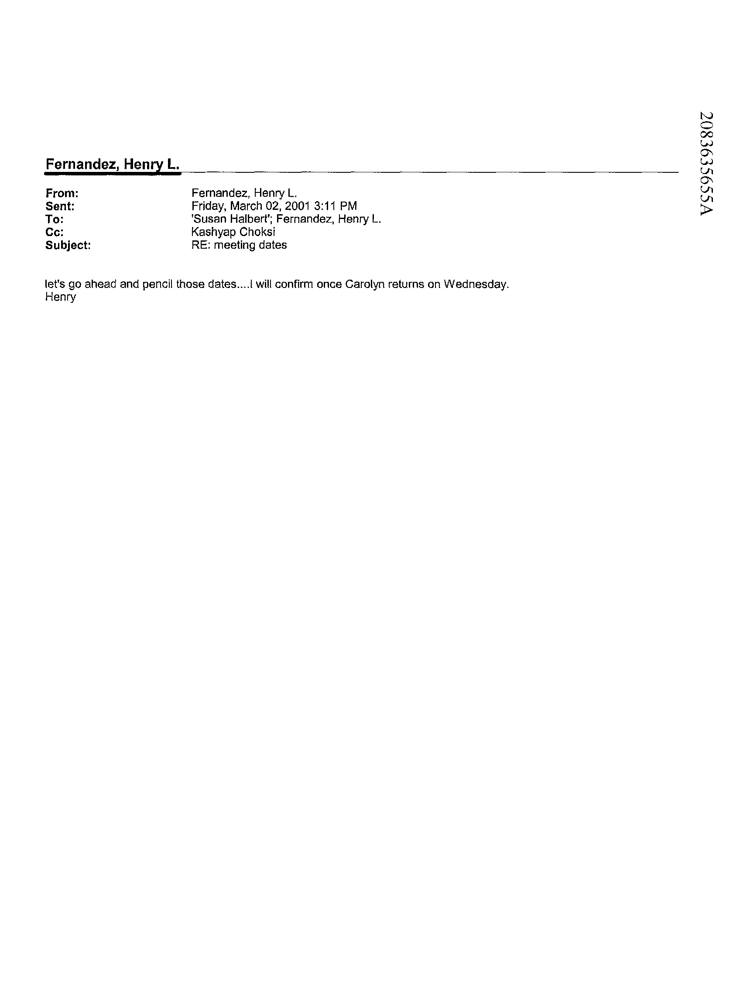 Fernandez, Henry L.
From: Fernandez, Henry L.
Sent: Friday, March 02, 2001 3:11 PM
To: 'Susan Halbert'; Fernandez, Henry L.
Cc: Kashyap Choksi
Subject: RE: meeting dates
let's go ahead and pencil those dates....I will confirm once Carolyn returns on Wednesday.
Henry
2083635655A